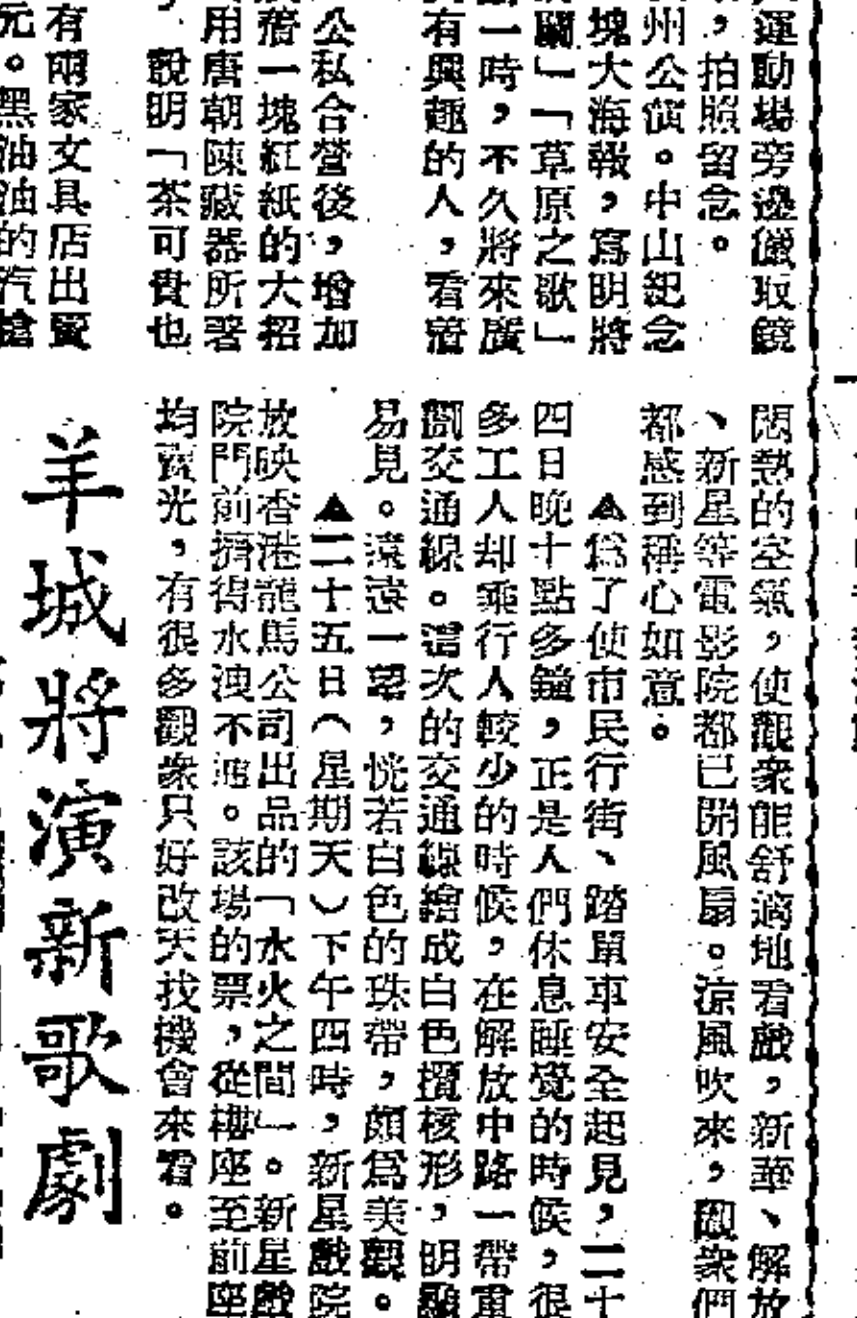 運動場旁邊儎取鏡
，拍照留念。
州公演。中山紀念
塊大海報，寫明將
蘭」「草原之歌」
一時，不久將來廣
有興趣的人，看着
公私合營後，增加
着一塊紅紙的大招
用唐朝陳藏器所著
說明「茶可貴也
有兩家文具店出賣
元。黑油油的汽槍
悶熱的空氣，使觀衆能舒適地看戲，新華、解放
、新星等電影院都已開風扇。涼風吹來，觀衆們
都感到稱心如意。
▲爲了使市民行街、踏單車安全起見，二十
四日晚十點多鐘，正是人們休息睡覺的時候，很
多工人却乘行人較少的時候，在解放中路一帶重
劃交通線。這次的交通線繪成白色欖核形，明顯
易見。遠遠一望，恍若白色的珠帶，頗爲美觀。
▲二十五日（星期天）下午四時，新星戲院
放映香港龍馬公司出品的「水火之間」。新星戲
院門前擠得水洩不通。該場的票，從樓座至前座
均賣光，有很多觀衆只好改天找機會來看。
羊城將演新歌劇